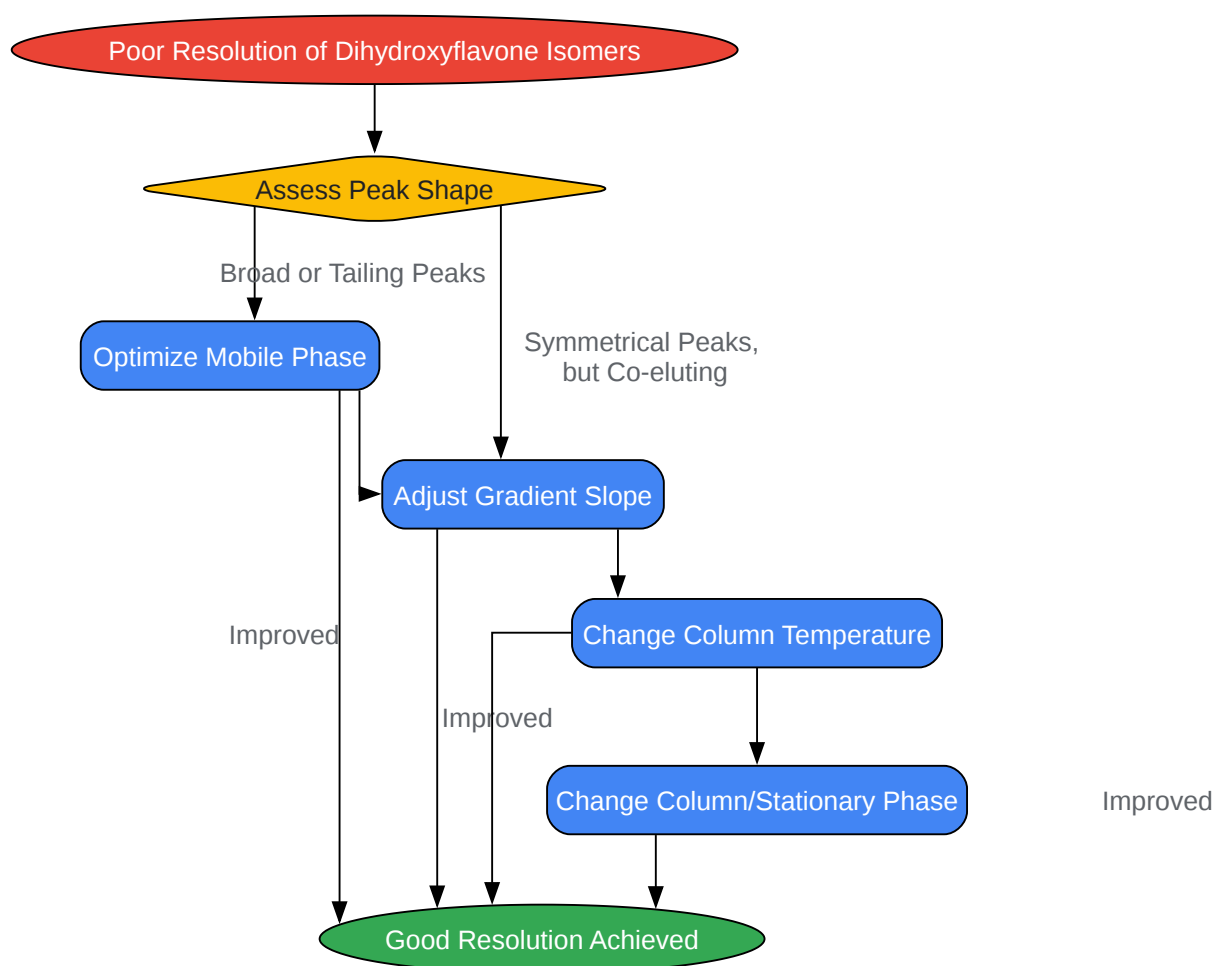 Poor Resolution of Dihydroxyflavone Isomers
Assess Peak Shape
Broad or Tailing Peaks
Symmetrical Peaks,
but Co-eluting
Optimize Mobile Phase
Adjust Gradient Slope
Improved
Change Column Temperature
Improved
Change Column/Stationary Phase
Improved
Good Resolution Achieved